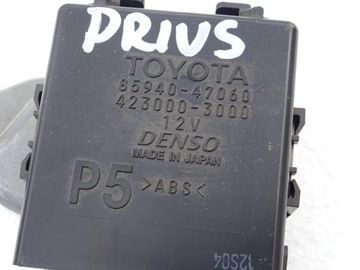 PRIUS
TOYOTA
85940-47060
423000-3000
12V
DENSO
MADE IN JAPAN
P5 >ABS<
12S04